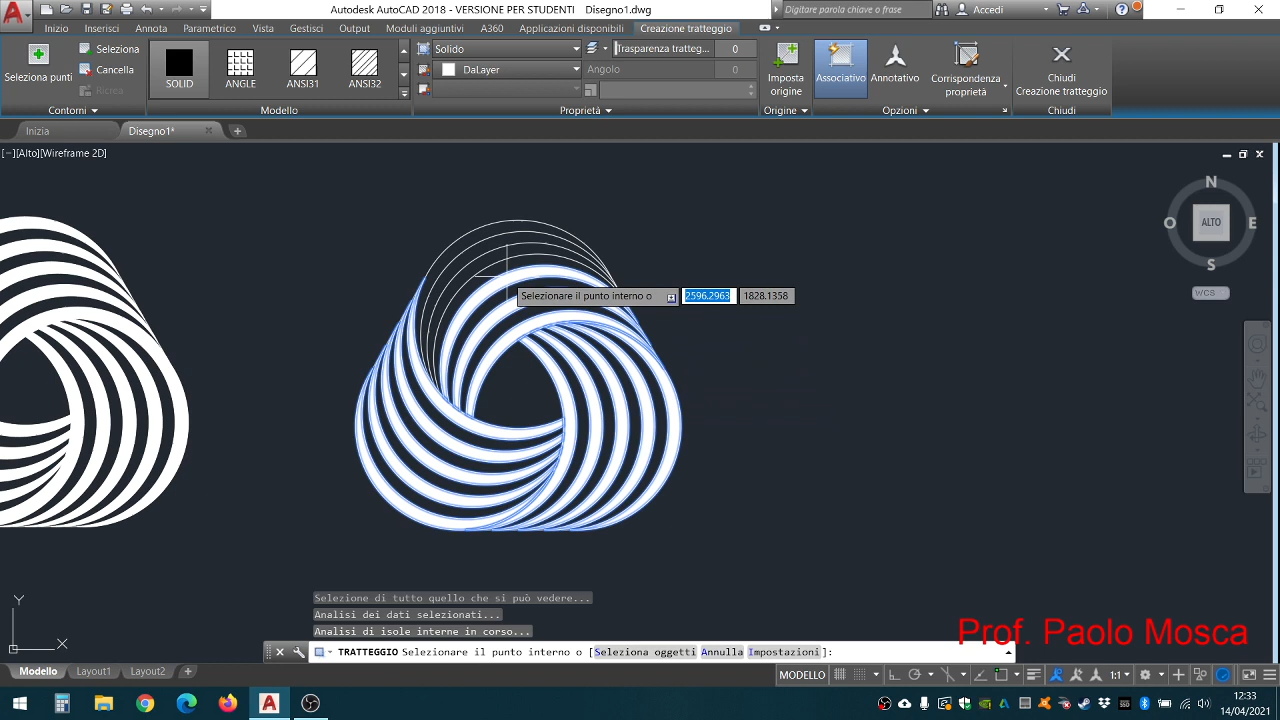 Autodesk AutoCAD 2018 - VERSIONE PER STUDENTI Disegno1.dwg
Digitare parola chiave o frase
Accedi
Inizio Inserisci Annota Parametrico Vista Gestisci Output Moduli aggiuntivi A360 Applicazioni disponibili Creazione tratteggio
Seleziona punti
Seleziona
Cancella
Ricrea
Contorni
SOLID ANGLE ANSI31 ANSI32
Modello
Solido
DaLayer
Trasparenza tratteg... 0
Angolo 0
Proprietà
Imposta origine
Origine
Associativo
Annotativo
Corrispondenza proprietà
Opzioni
Chiudi Creazione tratteggio
Chiudi
Inizia
Disegno1*
[−][Alto][Wireframe 2D]
N
O ALTO E
S
WCS
Selezionare il punto interno o 2596.2963 1828.1358
Selezione di tutto quello che si può vedere...
Analisi dei dati selezionati...
Analisi di isole interne in corso...
Y
X
Prof. Paolo Mosca
TRATTEGGIO Selezionare il punto interno o [Seleziona oggetti Annulla Impostazioni]:
Modello Layout1 Layout2
MODELLO
1:1
12:33
14/04/2021